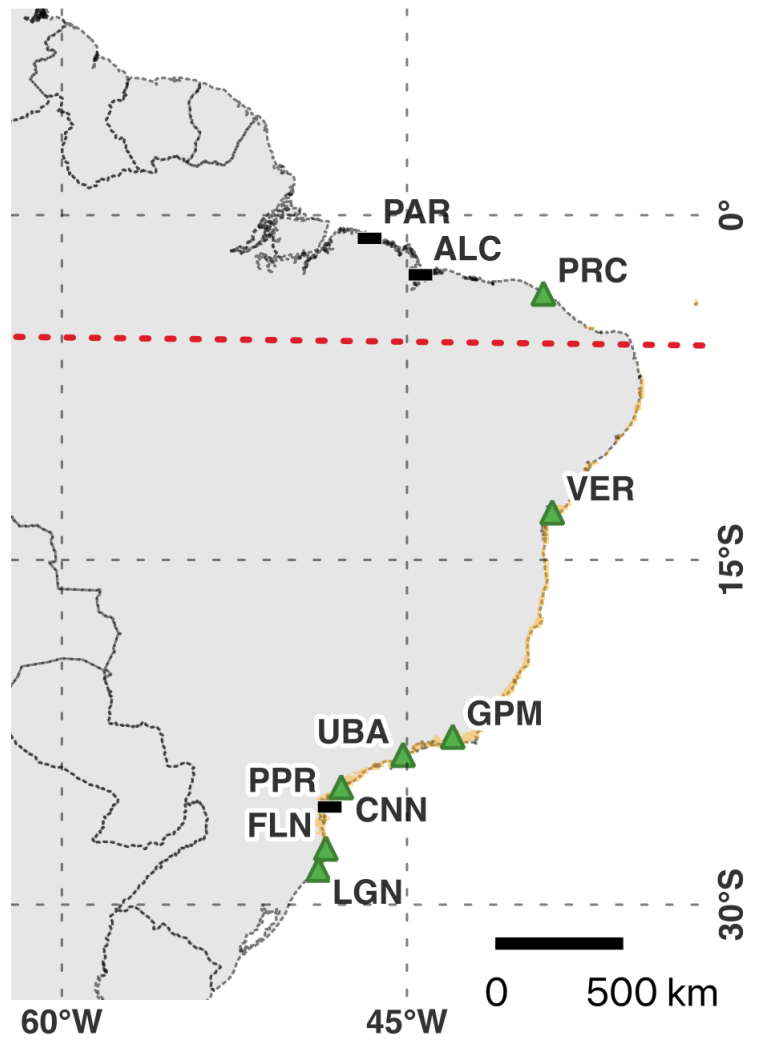 PAR
0°
ALC
PRC
VER
15°S
GPM
UBA
PPR
CNN
FLN
LGN
30°S
0 500 km
60°W 45°W